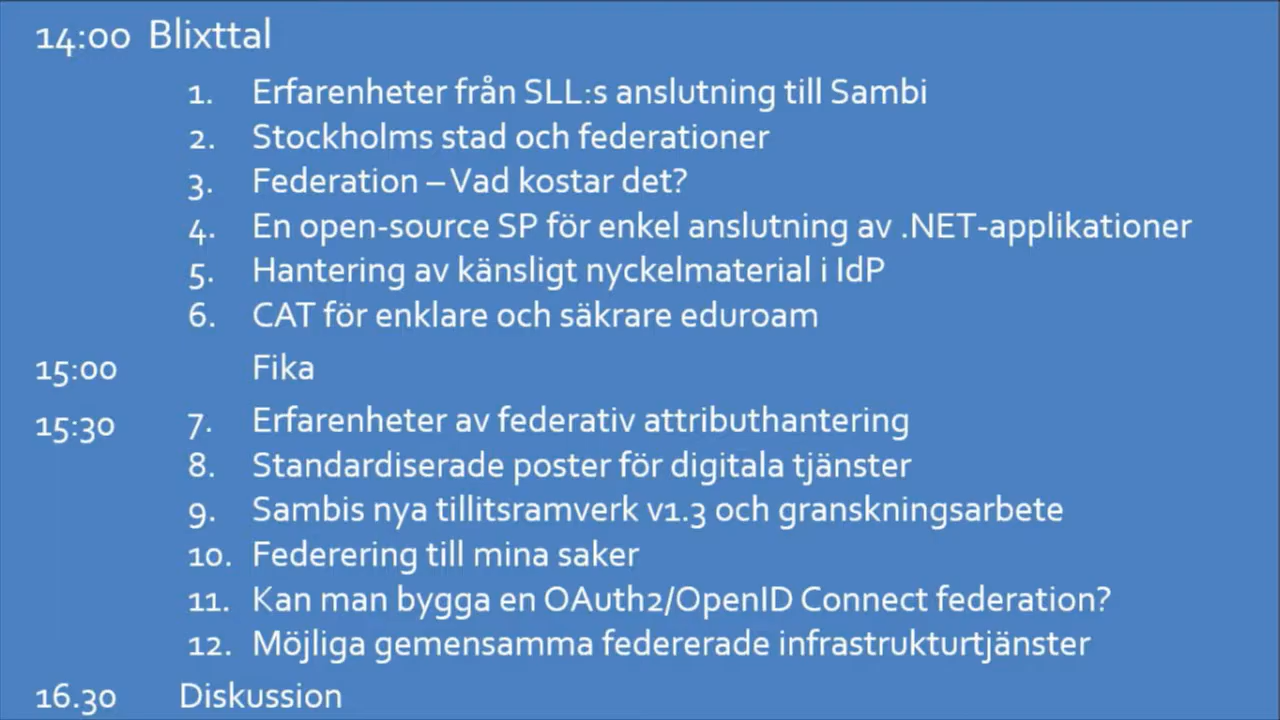 14:00 Blixttal
1. Erfarenheter från SLL:s anslutning till Sambi
2. Stockholms stad och federationer
3. Federation – Vad kostar det?
4. En open-source SP för enkel anslutning av .NET-applikationer
5. Hantering av känsligt nyckelmaterial i IdP
6. CAT för enklare och säkrare eduroam
15:00 Fika
15:30 7. Erfarenheter av federativ attributhantering
8. Standardiserade poster för digitala tjänster
9. Sambis nya tillitsramverk v1.3 och granskningsarbete
10. Federering till mina saker
11. Kan man bygga en OAuth2/OpenID Connect federation?
12. Möjliga gemensamma federerade infrastrukturtjänster
16.30 Diskussion